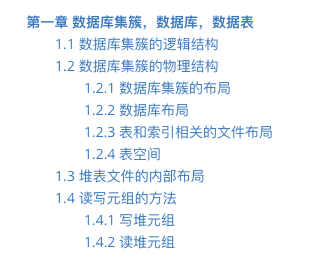 第一章 数据库集簇，数据库，数据表
1.1 数据库集簇的逻辑结构
1.2 数据库集簇的物理结构
1.2.1 数据库集簇的布局
1.2.2 数据库布局
1.2.3 表和索引相关的文件布局
1.2.4 表空间
1.3 堆表文件的内部布局
1.4 读写元组的方法
1.4.1 写堆元组
1.4.2 读堆元组